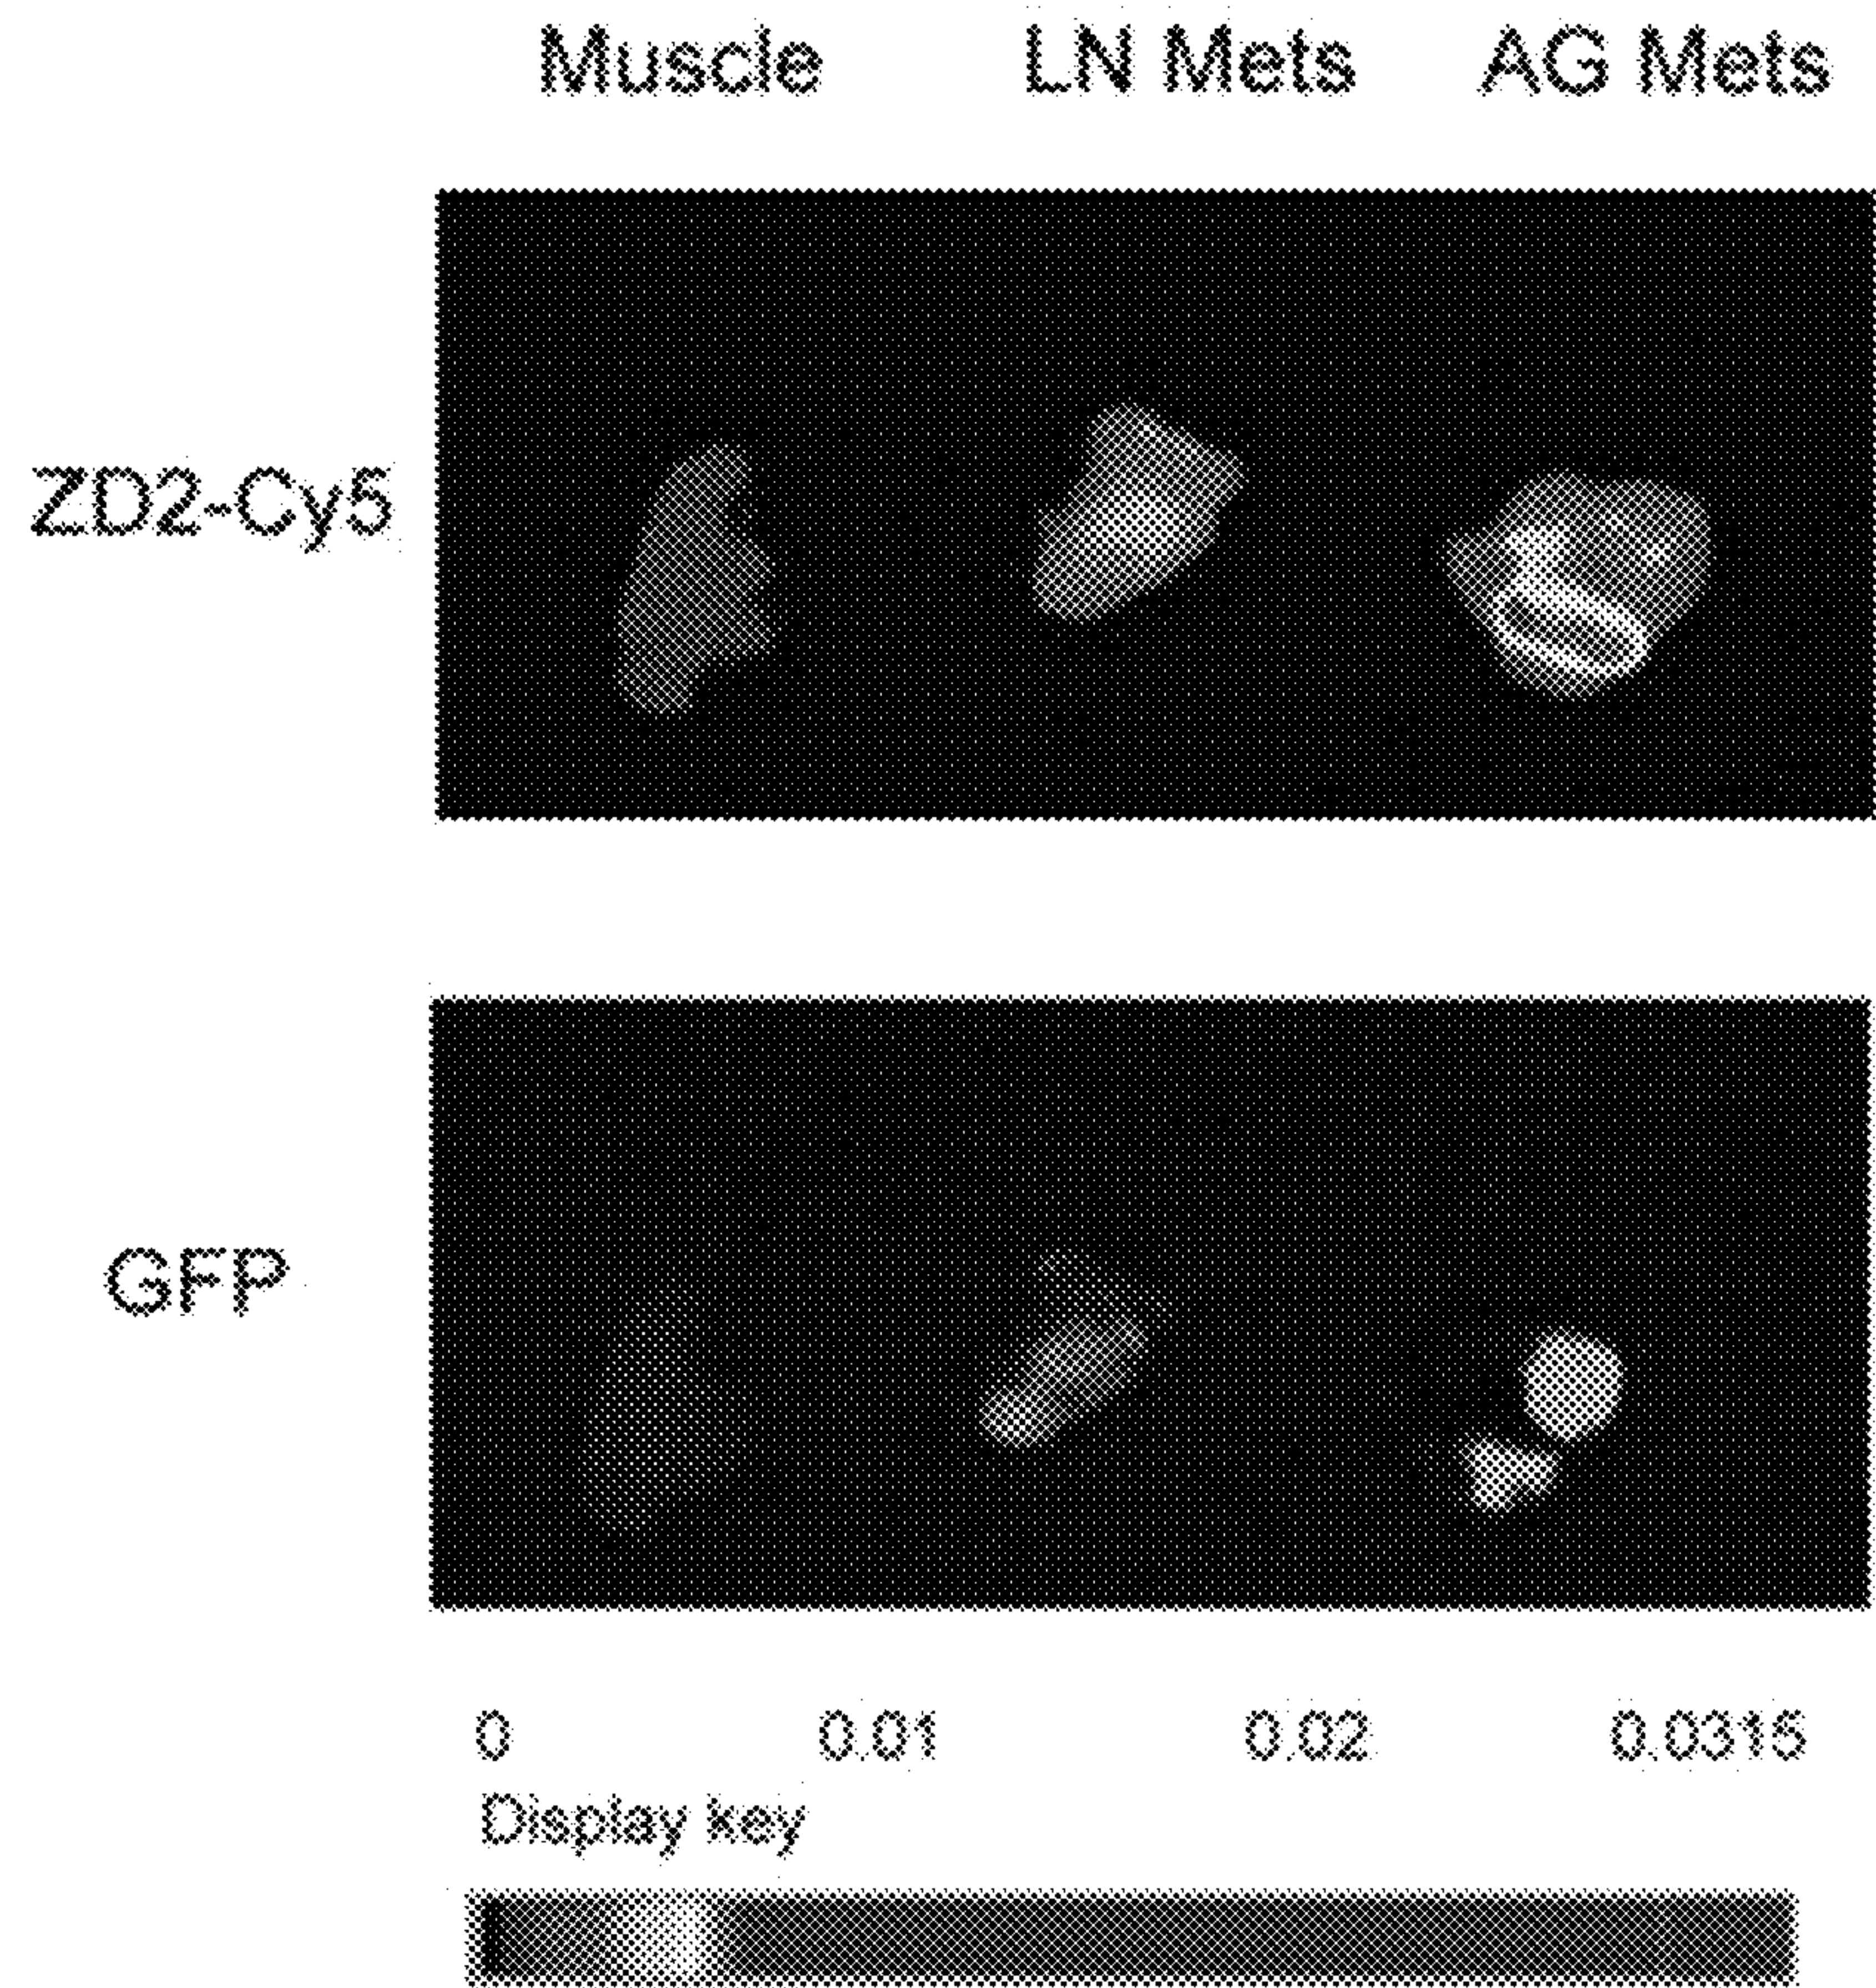 Muscle LN Mets AG Mets
ZD2-Cy5
GFP
0 0.01 0.02 0.0315
Display key